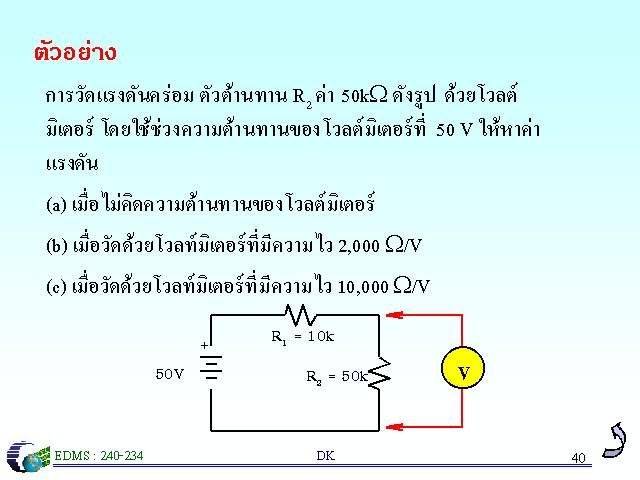 ตัวอย่าง
การวัดแรงดันคร่อม ตัวต้านทาน R2 ค่า 50kΩ ดังรูป ด้วยโวลต์
มิเตอร์ โดยใช้ช่วงความต้านทานของโวลต์มิเตอร์ที่ 50 V ให้หาค่า
แรงดัน
(a) เมื่อไม่คิดความต้านทานของโวลต์มิเตอร์
(b) เมื่อวัดด้วยโวลท์มิเตอร์ที่มีความไว 2,000 Ω/V
(c) เมื่อวัดด้วยโวลท์มิเตอร์ที่มีความไว 10,000 Ω/V
R1 = 10k
+
50V
R2 = 50k
V
EDMS : 240-234 DK 40